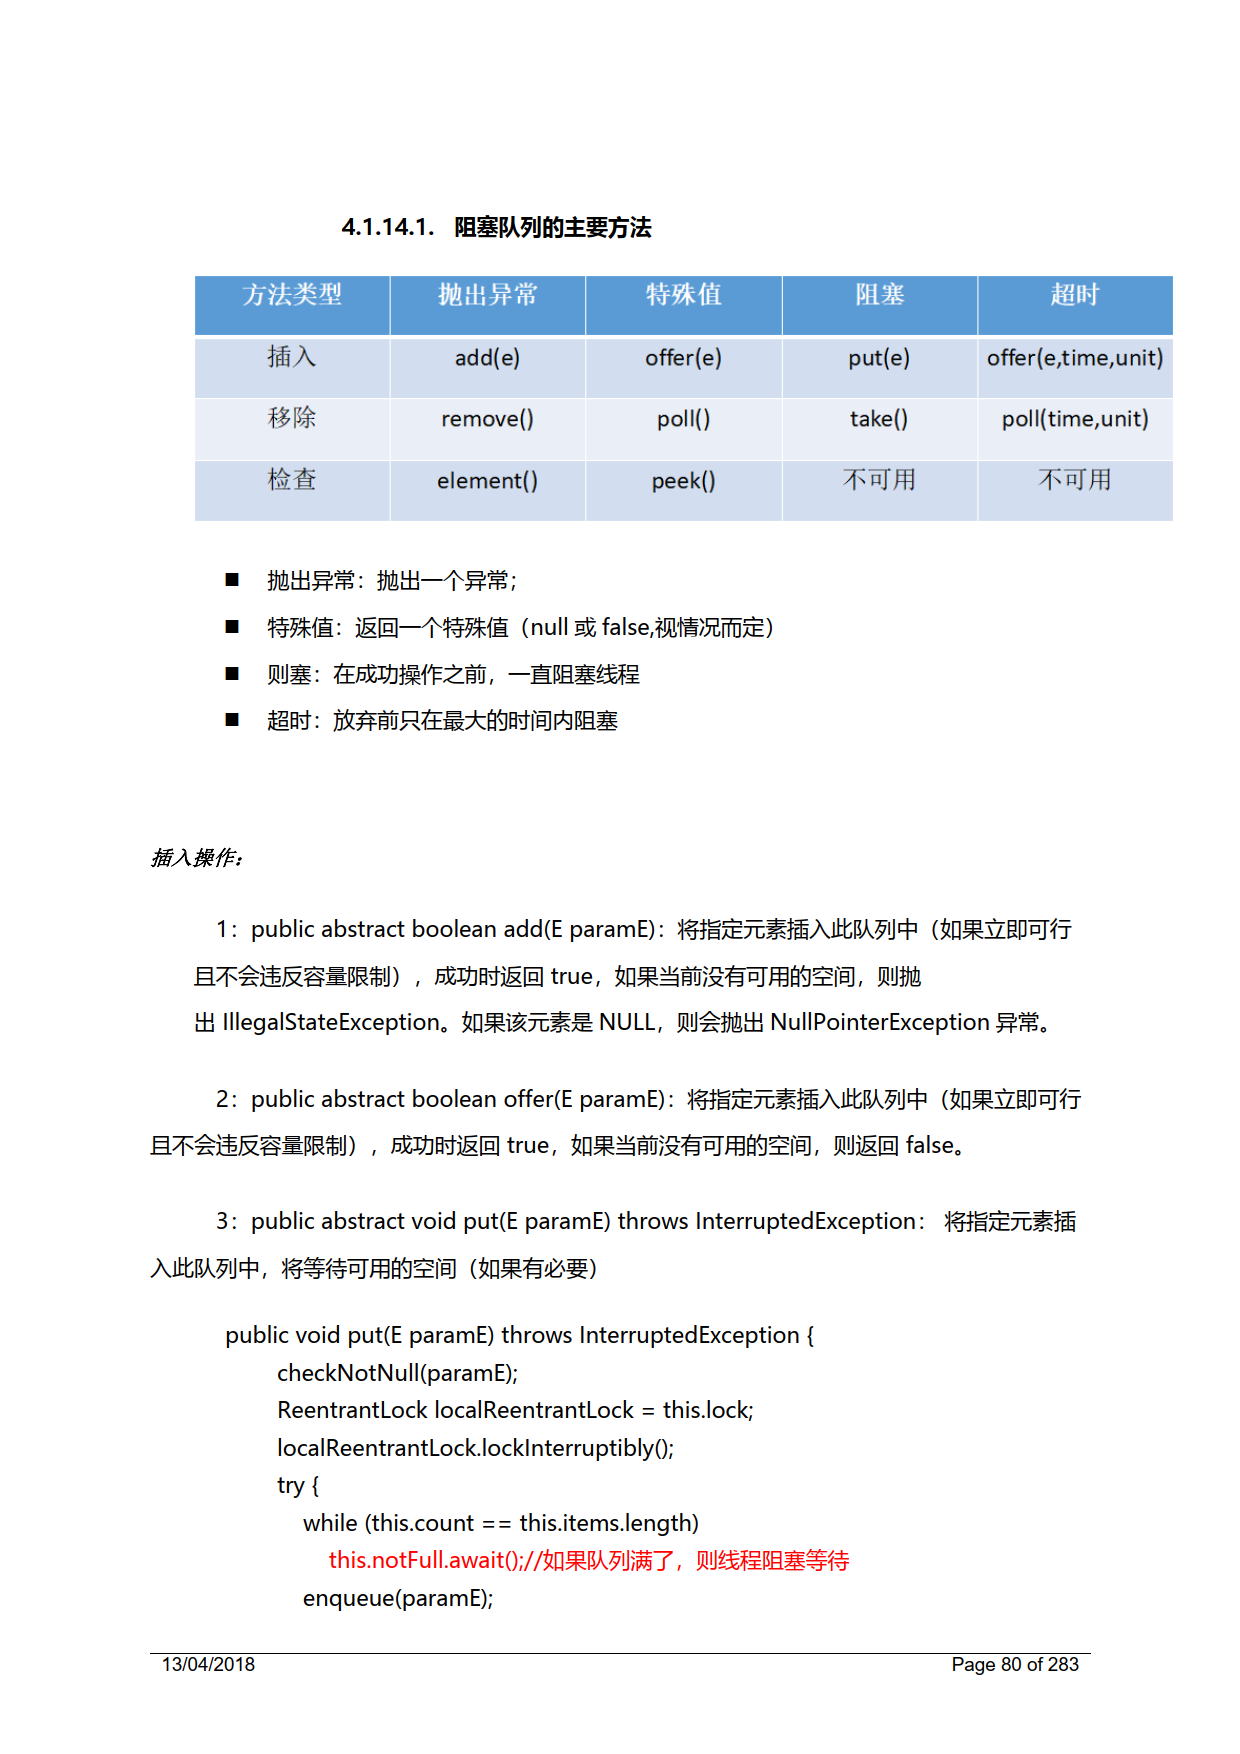 4.1.14.1. 阻塞队列的主要方法
方法类型 抛出异常 特殊值 阻塞 超时
插入 add(e) offer(e) put(e) offer(e,time,unit)
移除 remove() poll() take() poll(time,unit)
检查 element() peek() 不可用 不可用
■ 抛出异常：抛出一个异常；
■ 特殊值：返回一个特殊值（null 或 false,视情况而定）
■ 则塞：在成功操作之前，一直阻塞线程
■ 超时：放弃前只在最大的时间内阻塞
插入操作：
1：public abstract boolean add(E paramE)：将指定元素插入此队列中（如果立即可行
且不会违反容量限制），成功时返回 true，如果当前没有可用的空间，则抛
出 IllegalStateException。如果该元素是 NULL，则会抛出 NullPointerException 异常。
2：public abstract boolean offer(E paramE)：将指定元素插入此队列中（如果立即可行
且不会违反容量限制），成功时返回 true，如果当前没有可用的空间，则返回 false。
3：public abstract void put(E paramE) throws InterruptedException： 将指定元素插
入此队列中，将等待可用的空间（如果有必要）
public void put(E paramE) throws InterruptedException {
checkNotNull(paramE);
ReentrantLock localReentrantLock = this.lock;
localReentrantLock.lockInterruptibly();
try {
while (this.count == this.items.length)
this.notFull.await();//如果队列满了，则线程阻塞等待
enqueue(paramE);
13/04/2018 Page 80 of 283